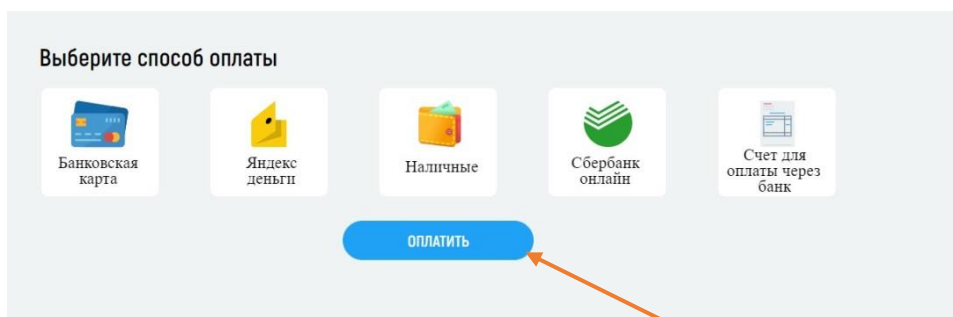 Выберите способ оплаты
Банковская
карта
Яндекс
деньги
Наличные
Сбербанк
онлайн
Счет для
оплаты через
банк
ОПЛАТИТЬ